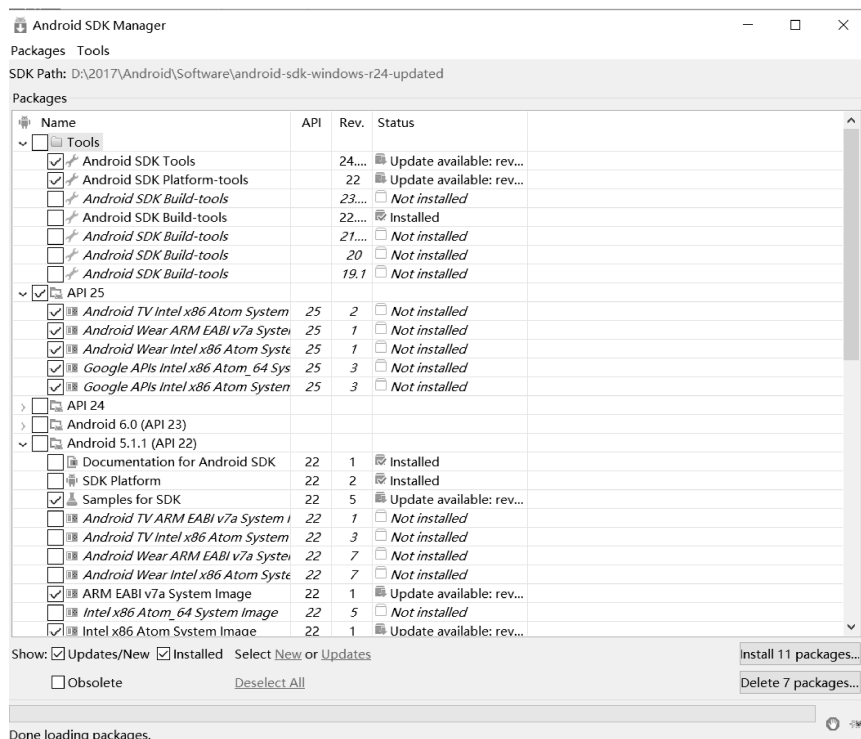 Android SDK Manager
Packages Tools
SDK Path: D:\2017\Android\Software\android-sdk-windows-r24-updated
Packages
Name API Rev. Status
Tools
Android SDK Tools 24.... Update available: rev...
Android SDK Platform-tools 22 Update available: rev...
Android SDK Build-tools 23.... Not installed
Android SDK Build-tools 22.... Installed
Android SDK Build-tools 21.... Not installed
Android SDK Build-tools 20 Not installed
Android SDK Build-tools 19.1 Not installed
API 25
Android TV Intel x86 Atom System 25 2 Not installed
Android Wear ARM EABI v7a Syste 25 1 Not installed
Android Wear Intel x86 Atom Syste 25 1 Not installed
Google APIs Intel x86 Atom_64 Sys 25 3 Not installed
Google APIs Intel x86 Atom System 25 3 Not installed
API 24
Android 6.0 (API 23)
Android 5.1.1 (API 22)
Documentation for Android SDK 22 1 Installed
SDK Platform 22 2 Installed
Samples for SDK 22 5 Update available: rev...
Android TV ARM EABI v7a System I 22 1 Not installed
Android TV Intel x86 Atom System 22 3 Not installed
Android Wear ARM EABI v7a Syste 22 7 Not installed
Android Wear Intel x86 Atom Syste 22 7 Not installed
ARM EABI v7a System Image 22 1 Update available: rev...
Intel x86 Atom_64 System Image 22 5 Not installed
Intel x86 Atom System Image 22 1 Update available: rev...
Show: Updates/New Installed Select New or Updates Install 11 packages...
Obsolete Deselect All Delete 7 packages...
Done loading packages.